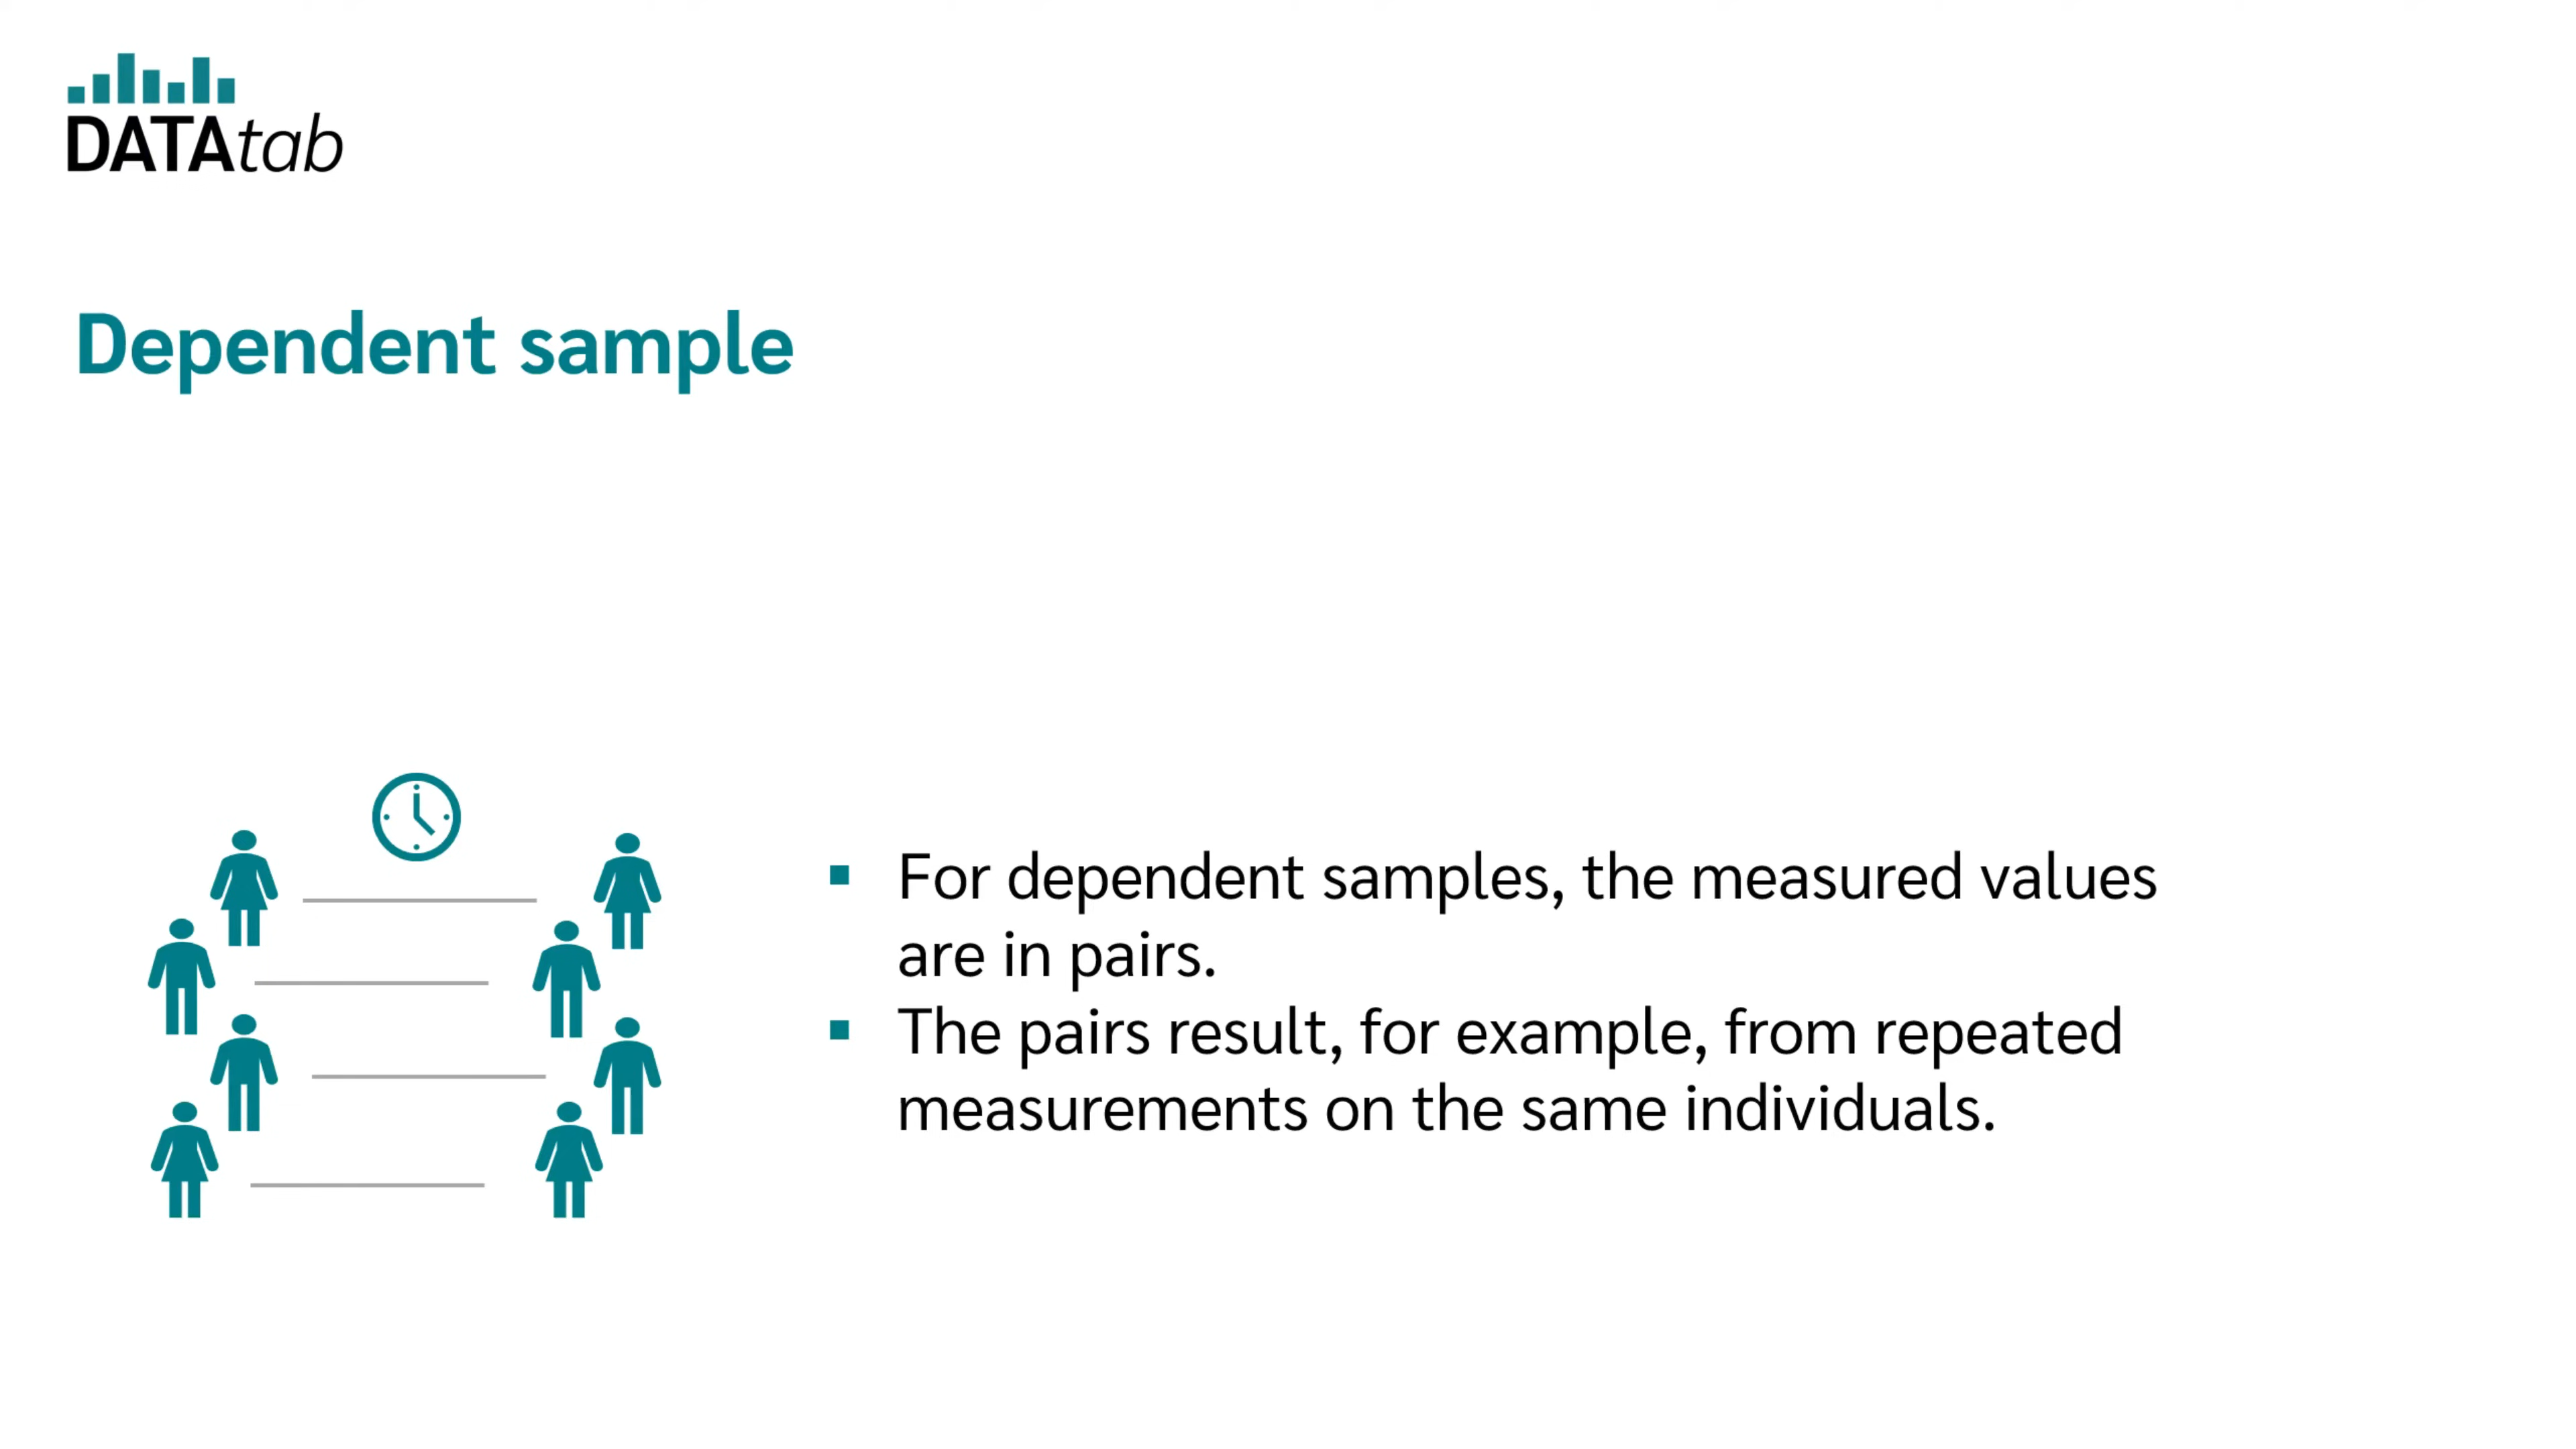 DATAtab
Dependent sample
▪ For dependent samples, the measured values
are in pairs.
▪ The pairs result, for example, from repeated
measurements on the same individuals.